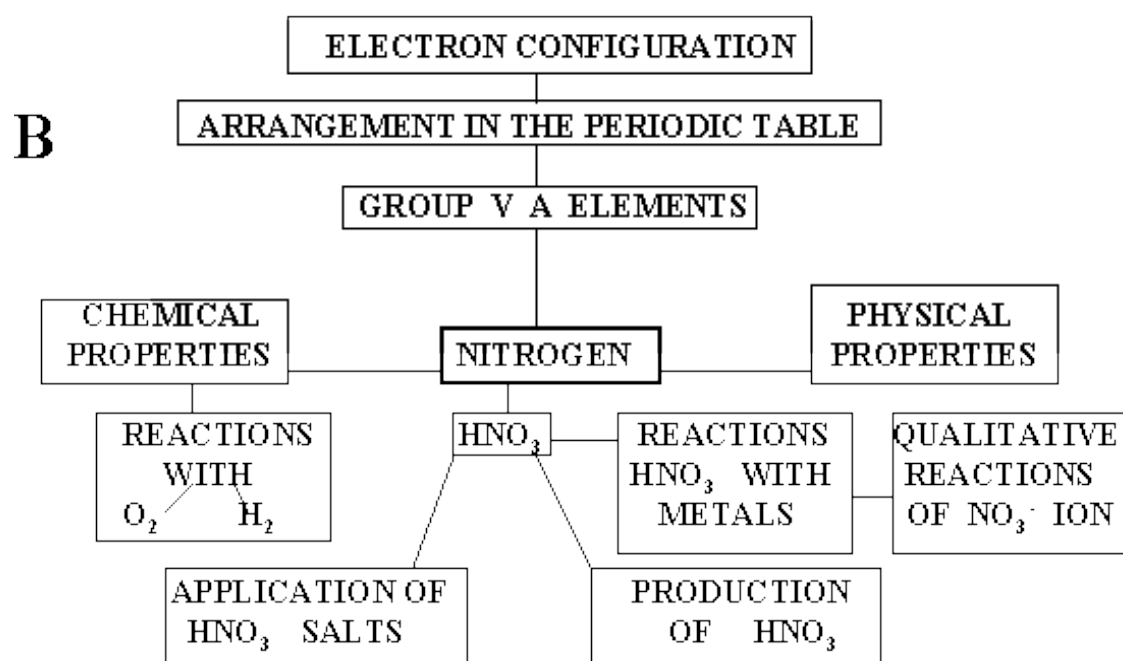 ELECTRON CONFIGURATION
B
ARRANGEMENT IN THE PERIODIC TABLE
GROUP V A ELEMENTS
CHEMICAL
PROPERTIES
NITROGEN
PHYSICAL
PROPERTIES
REACTIONS
WITH
O₂ H₂
HNO₃
REACTIONS
HNO₃ WITH
METALS
QUALITATIVE
REACTIONS
OF NO₃⁻ ION
APPLICATION OF
HNO₃ SALTS
PRODUCTION
OF HNO₃